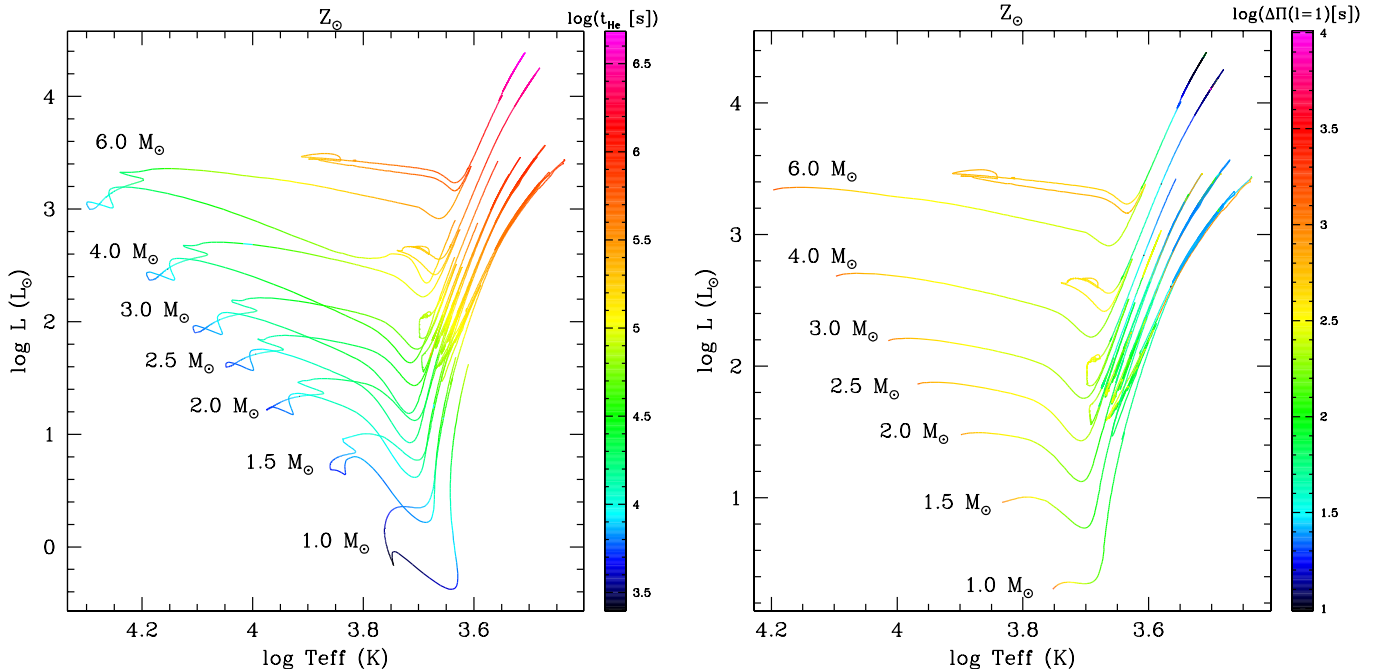 Z☉
log(t_He [s])
6.0 M☉
4.0 M☉
3.0 M☉
2.5 M☉
2.0 M☉
1.5 M☉
1.0 M☉
4
3
2
1
0
log L (L☉)
4.2 4 3.8 3.6
log Teff (K)
6.5
6
5.5
5
4.5
4
3.5
Z☉
log(ΔΠ(l=1)[s])
6.0 M☉
4.0 M☉
3.0 M☉
2.5 M☉
2.0 M☉
1.5 M☉
1.0 M☉
4
3
2
1
log L (L☉)
4.2 4 3.8 3.6
log Teff (K)
4
3.5
3
2.5
2
1.5
1